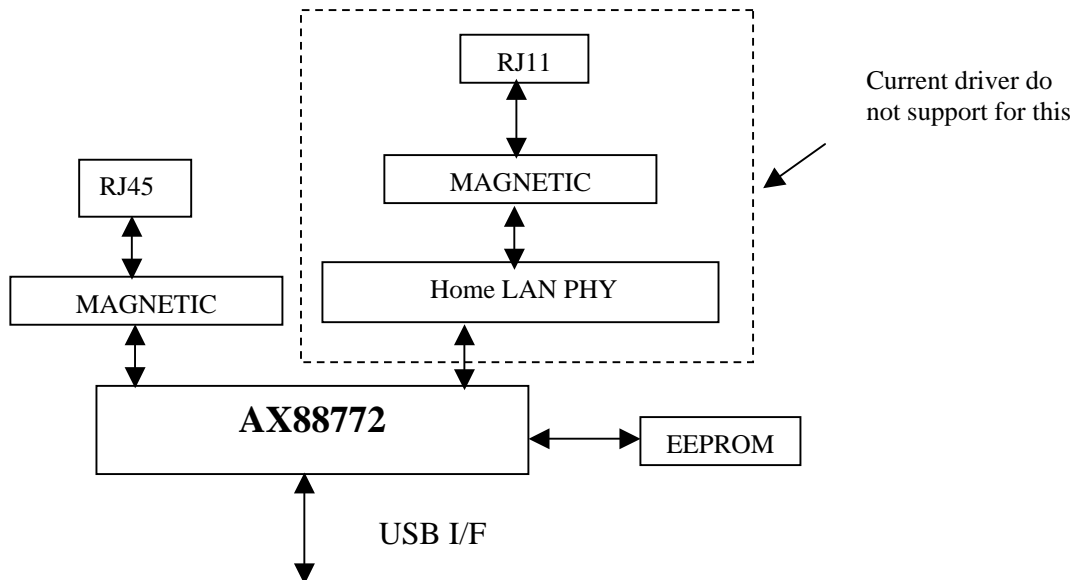 RJ11
Current driver do
not support for this
MAGNETIC
RJ45
Home LAN PHY
MAGNETIC
AX88772
EEPROM
USB I/F